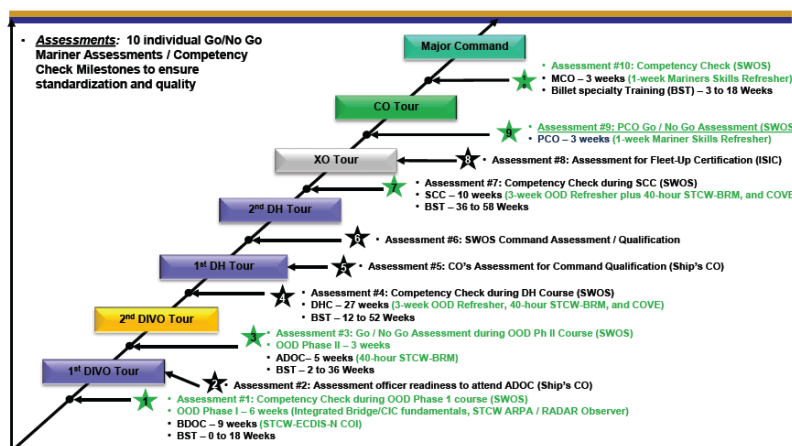 • Assessments: 10 individual Go/No Go
Mariner Assessments / Competency
Check Milestones to ensure
standardization and quality
Major Command
• Assessment #10: Competency Check (SWOS)
• MCO – 3 weeks (1-week Mariners Skills Refresher)
• Billet specialty Training (BST) – 3 to 18 Weeks
CO Tour
9
• Assessment #9: PCO Go / No Go Assessment (SWOS
• PCO – 3 weeks (1-week Mariner Skills Refresher)
XO Tour
8
• Assessment #8: Assessment for Fleet-Up Certification (ISIC)
7
• Assessment #7: Competency Check during SCC (SWOS)
• SCC – 10 weeks (3-week OOD Refresher plus 40-hour STCW-BRM, and COVE
• BST – 36 to 58 Weeks
2nd DH Tour
6
• Assessment #6: SWOS Command Assessment / Qualification
1st DH Tour
5
• Assessment #5: CO's Assessment for Command Qualification (Ship's CO)
4
• Assessment #4: Competency Check during DH Course (SWOS)
• DHC – 27 weeks (3-week OOD Refresher, 40-hour STCW-BRM, and COVE)
• BST – 12 to 52 Weeks
2nd DIVO Tour
3
• Assessment #3: Go / No Go Assessment during OOD Ph II Course (SWOS)
• OOD Phase II – 3 weeks
• ADOC– 5 weeks (40-hour STCW-BRM)
• BST – 2 to 36 Weeks
1st DIVO Tour
2
• Assessment #2: Assessment officer readiness to attend ADOC (Ship's CO)
1
• Assessment #1: Competency Check during OOD Phase 1 course (SWOS)
• OOD Phase I – 6 weeks (Integrated Bridge/CIC fundamentals, STCW ARPA / RADAR Observer)
• BDOC – 9 weeks (STCW-ECDIS-N COI)
• BST – 0 to 18 Weeks